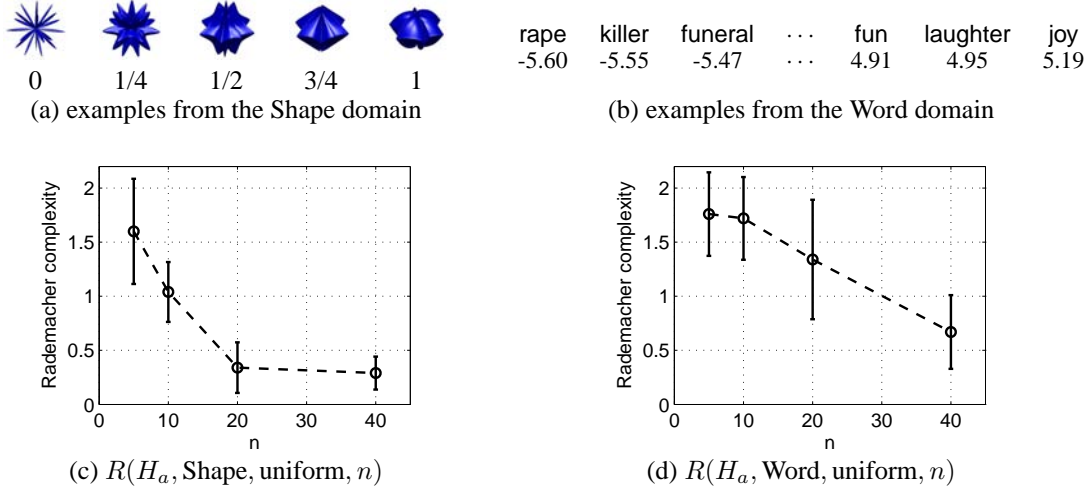 0 1/4 1/2 3/4 1
(a) examples from the Shape domain
rape killer funeral ⋯ fun laughter joy
-5.60 -5.55 -5.47 ⋯ 4.91 4.95 5.19
(b) examples from the Word domain
Rademacher complexity
2
1.5
1
0.5
0
0 10 20 30 40
n
(c) R(H_a, Shape, uniform, n)
Rademacher complexity
2
1.5
1
0.5
0
0 10 20 30 40
n
(d) R(H_a, Word, uniform, n)